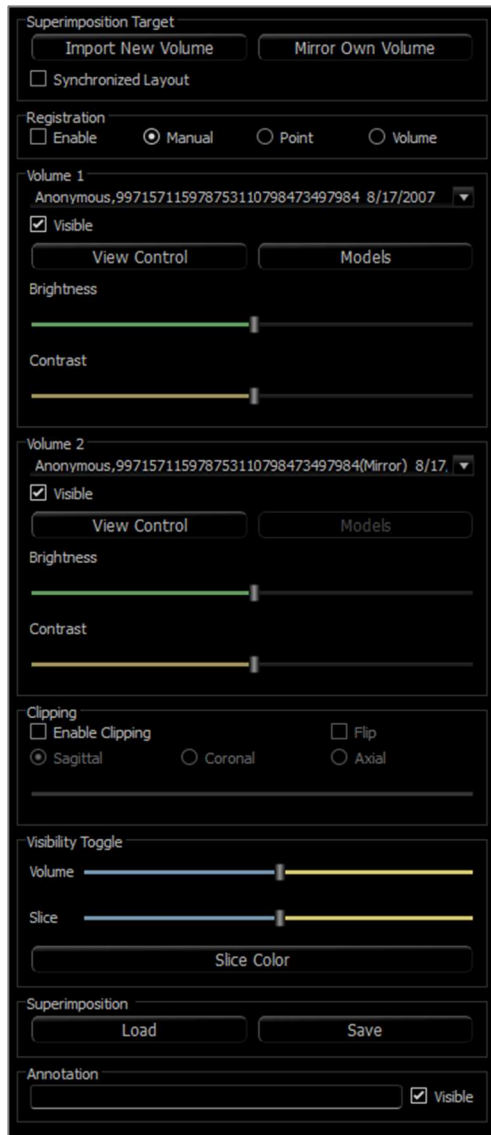 Superimposition Target
Import New Volume Mirror Own Volume
Synchronized Layout
Registration
Enable Manual Point Volume
Volume 1
Anonymous,99715711597875311079847349798​4 8/17/2007
Visible
View Control Models
Brightness
Contrast
Volume 2
Anonymous,997157115978753110798473497984(Mirror) 8/17,
Visible
View Control Models
Brightness
Contrast
Clipping
Enable Clipping Flip
Sagittal Coronal Axial
Visibility Toggle
Volume
Slice
Slice Color
Superimposition
Load Save
Annotation
Visible